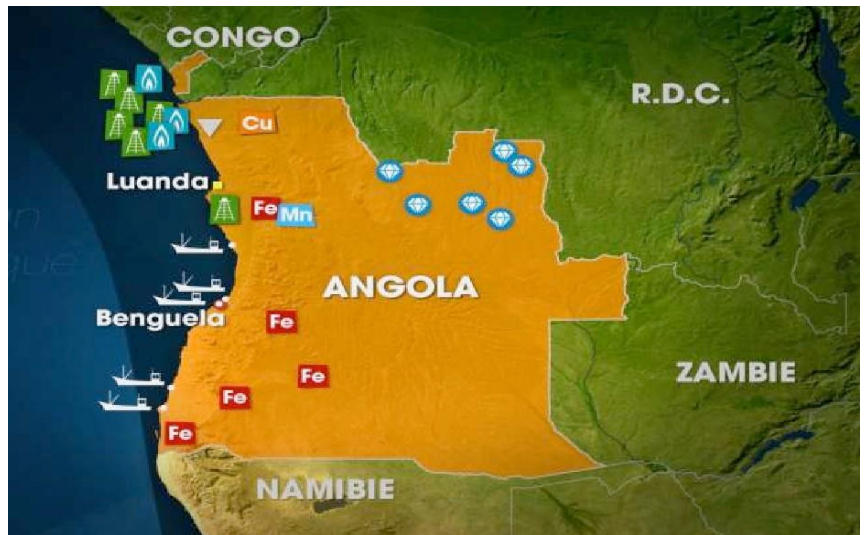 CONGO
R.D.C.
Cu
Luanda
Fe
Mn
ANGOLA
Benguela
Fe
Fe
ZAMBIE
Fe
Fe
NAMIBIE